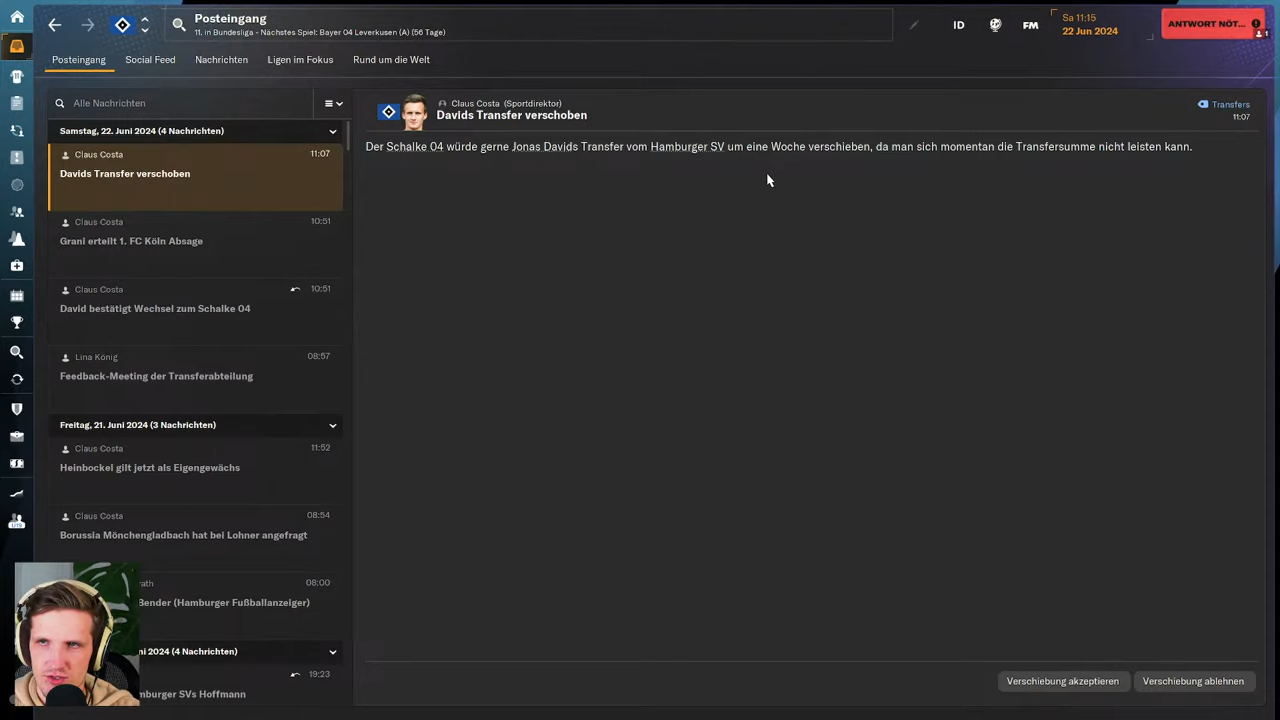 Posteingang
11. in Bundesliga - Nächstes Spiel: Bayer 04 Leverkusen (A) (56 Tage)
ID
FM
Sa 11:15
22 Jun 2024
ANTWORT NÖT...
1
Posteingang
Social Feed
Nachrichten
Ligen im Fokus
Rund um die Welt
Alle Nachrichten
Samstag, 22. Juni 2024 (4 Nachrichten)
Claus Costa
11:07
Davids Transfer verschoben
Claus Costa
10:51
Grani erteilt 1. FC Köln Absage
Claus Costa
10:51
David bestätigt Wechsel zum Schalke 04
Lina König
08:57
Feedback-Meeting der Transferabteilung
Freitag, 21. Juni 2024 (3 Nachrichten)
Claus Costa
11:52
Heinbockel gilt jetzt als Eigengewächs
Claus Costa
08:54
Borussia Mönchengladbach hat bei Lohner angefragt
08:00
Bender (Hamburger Fußballanzeiger)
2024 (4 Nachrichten)
19:23
SVs Hoffmann
Claus Costa (Sportdirektor)
Davids Transfer verschoben
Transfers
11:07
Der Schalke 04 würde gerne Jonas Davids Transfer vom Hamburger SV um eine Woche verschieben, da man sich momentan die Transfersumme nicht leisten kann.
Verschiebung akzeptieren
Verschiebung ablehnen
U19